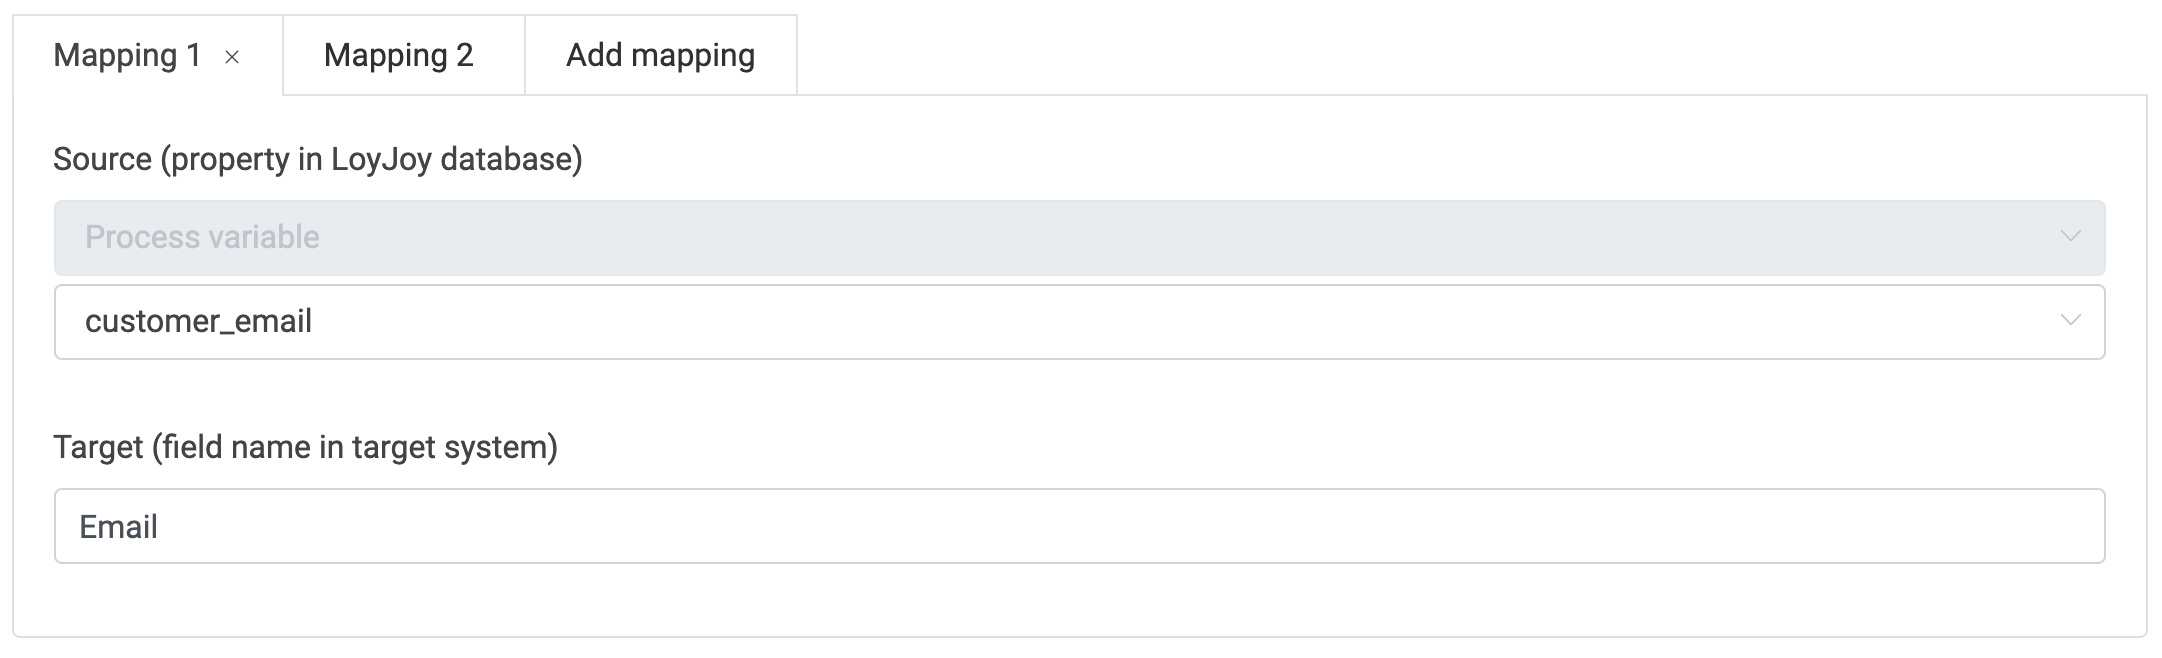 Mapping 1 ×
Mapping 2
Add mapping
Source (property in LoyJoy database)
Process variable
customer_email
Target (field name in target system)
Email